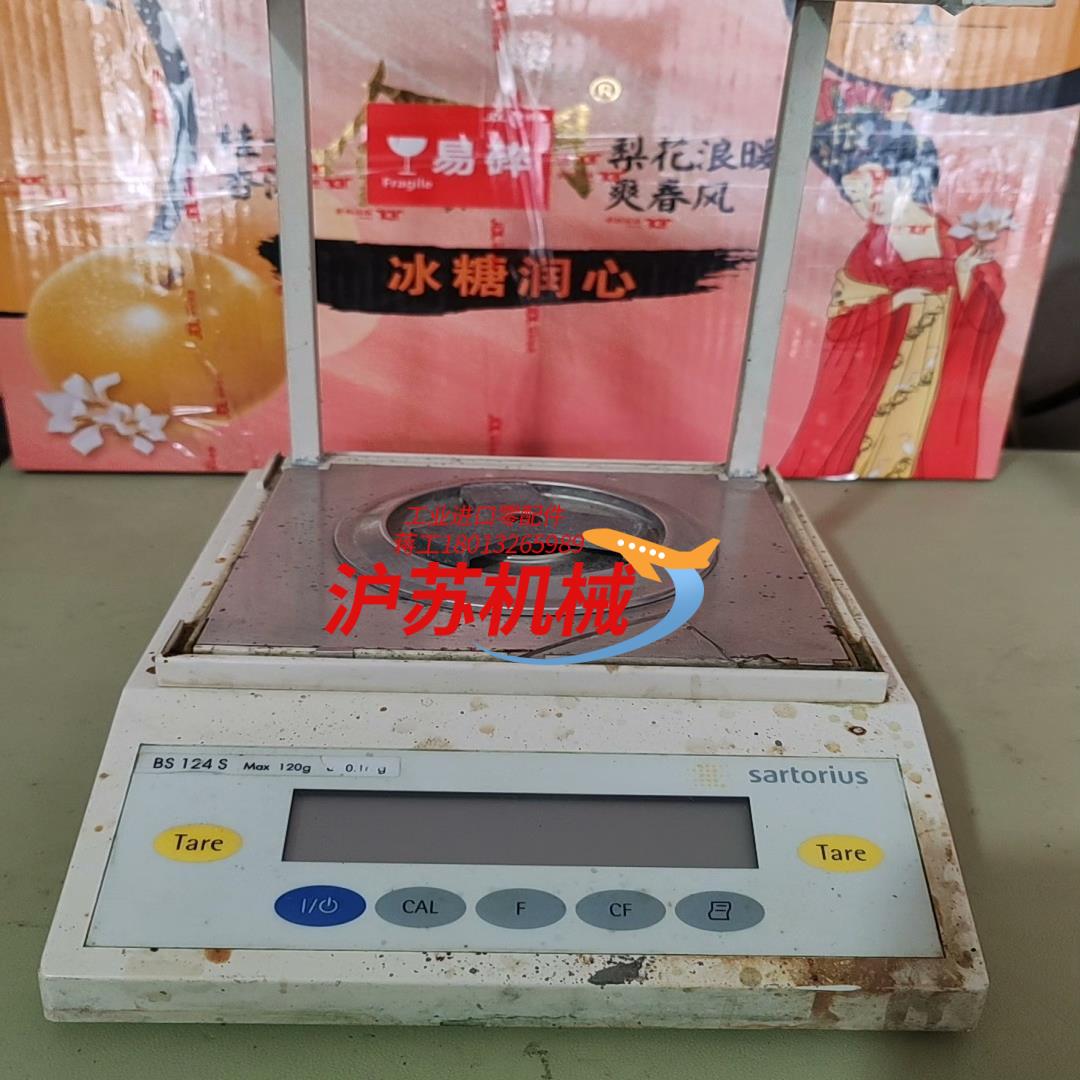 ®
易碎
Fragile
梨花浪暖
爽春风
冰糖润心
工业进口零配件
蒋工18013265989
沪苏机械
BS 124 S Max 120g
sartorius
Tare
Tare
I/
CAL
F
CF